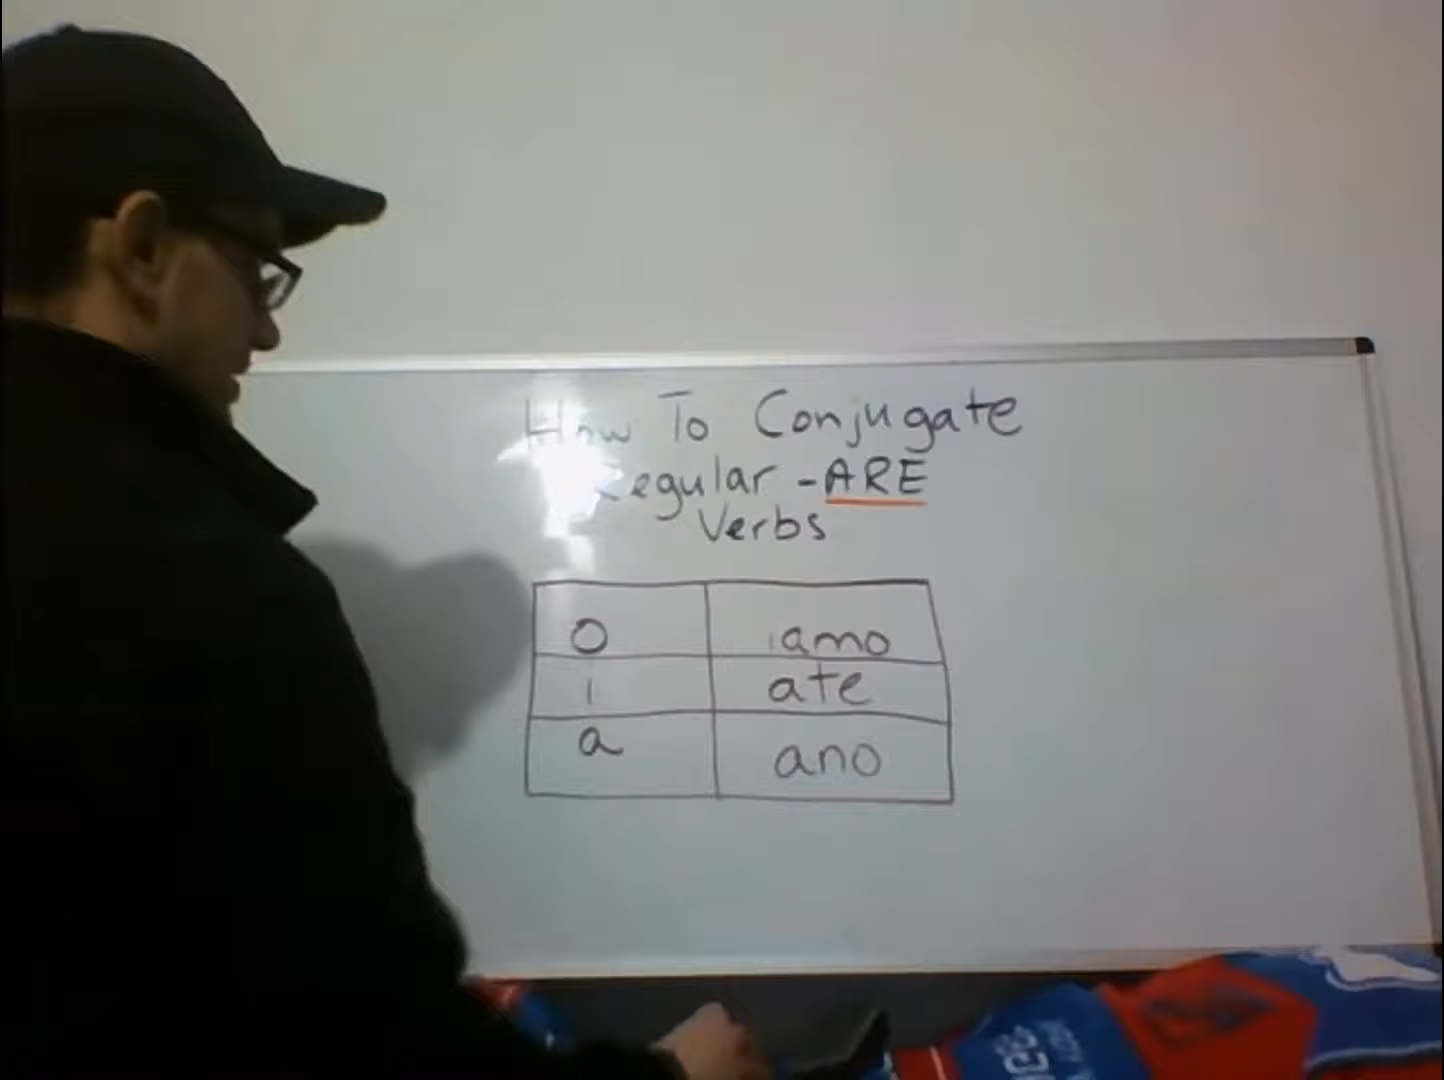 How To Conjugate
Regular -ARE
Verbs
o iamo
i ate
a ano